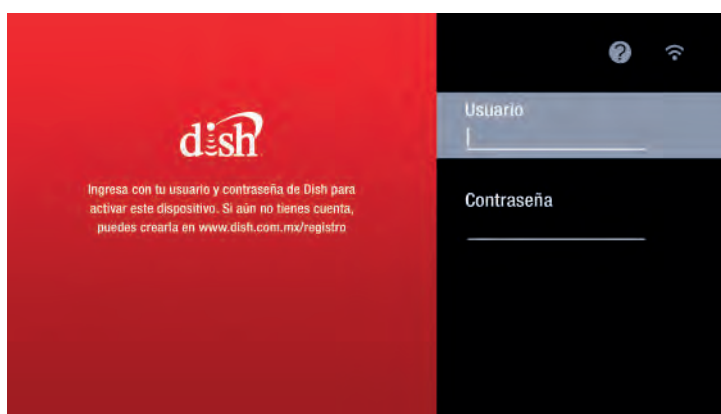 dish
Ingresa con tu usuario y contraseña de Dish para
activar este dispositivo. Si aún no tienes cuenta,
puedes crearla en www.dish.com.mx/registro
?
Usuario
Contraseña